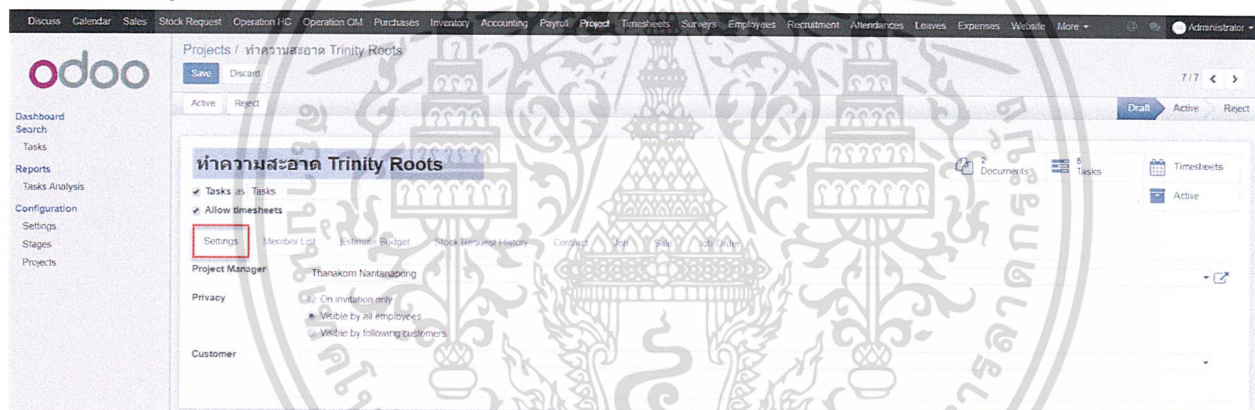 Discuss Calendar Sales Stock Request Operation HC Operation OM Purchases Inventory Accounting Payroll Project Timesheets Surveys Employees Recruitment Attendances Leaves Expenses Website More
Administrator
odoo
Projects / ทำความสะอาด Trinity Roots
Save Discard
7 / 7
Active Reject
Draft Active Reject
Dashboard
Search
Tasks
Reports
Tasks Analysis
Configuration
Settings
Stages
Projects
ทำความสะอาด Trinity Roots
2 Documents
Tasks
Timesheets
Active
Tasks as Tasks
Allow timesheets
Settings Member List Estimate Budget Stock Request History Contract Job Sale Job Order
Project Manager Thanakorn Nantanapong
Privacy On invitation only
Visible by all employees
Visible by following customers
Customer